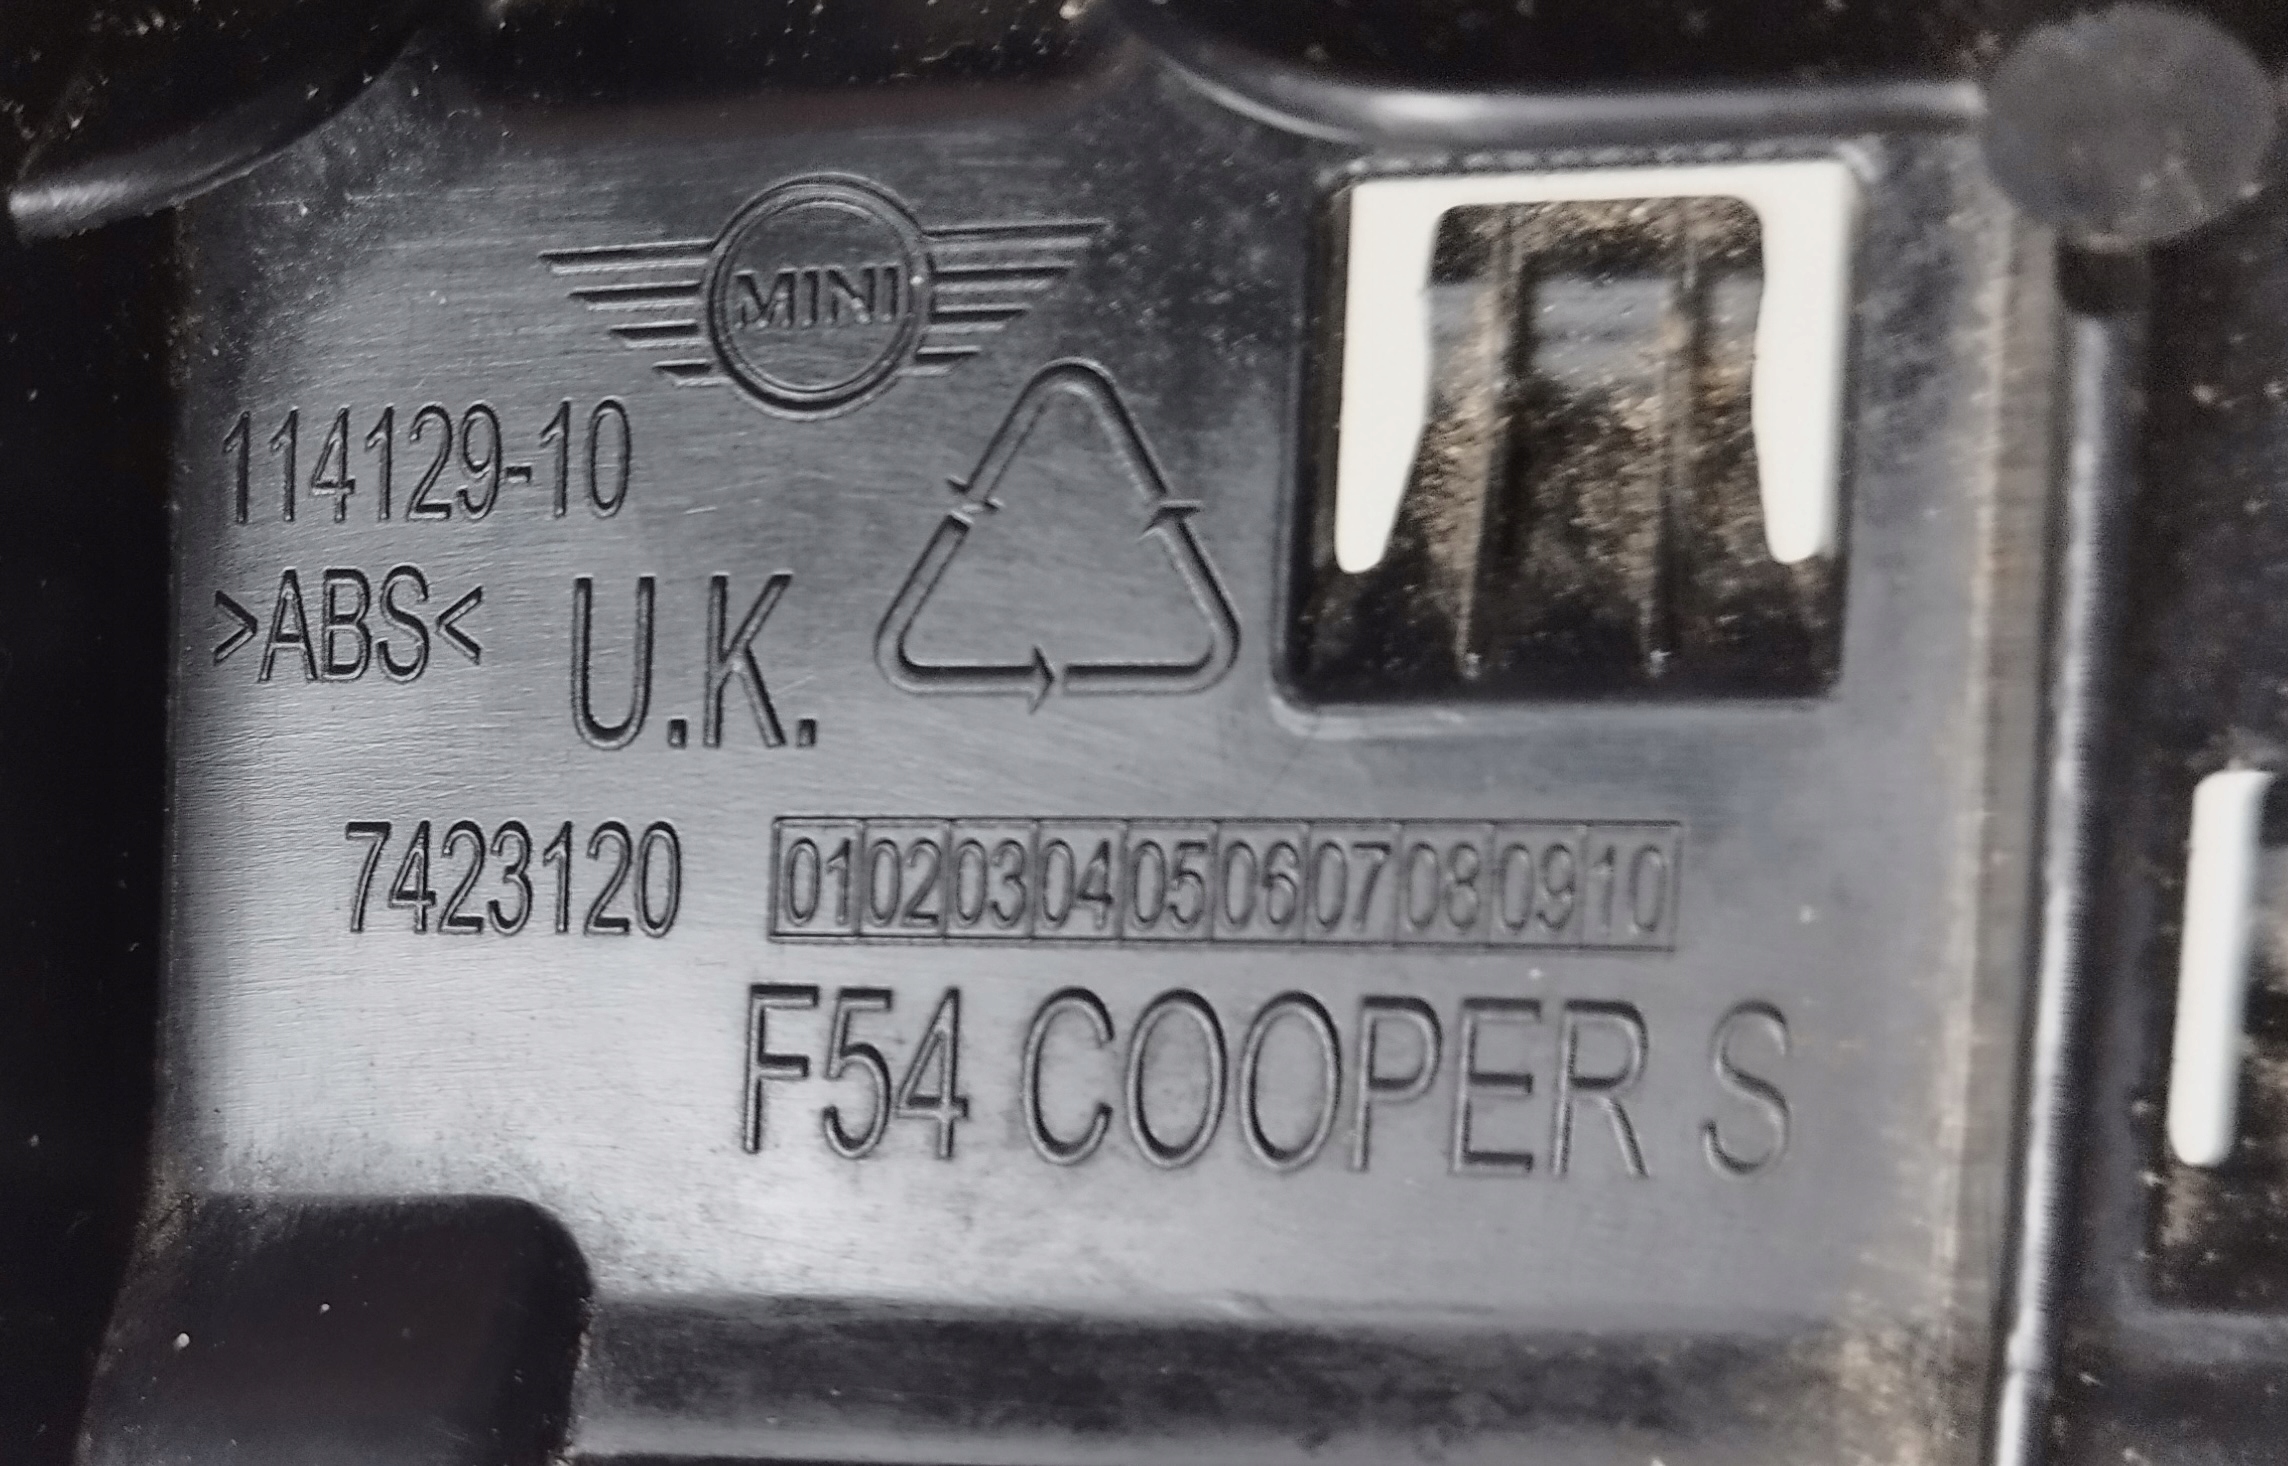 MINI
114129-10
>ABS<
U.K.
7423120
01 02 03 04 05 06 07 08 09 10
F54 COOPER S